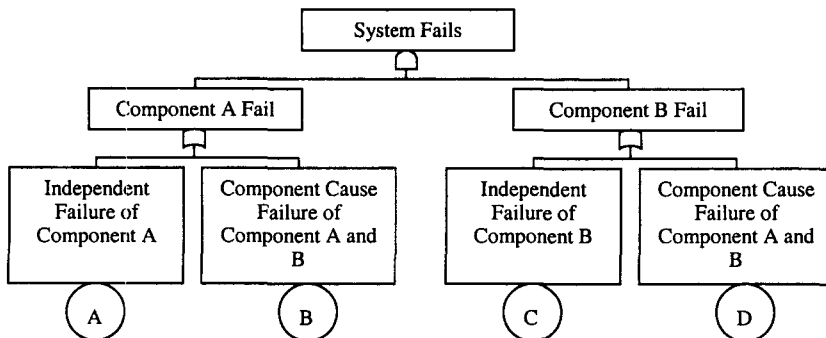 System Fails
Component A Fail
Component B Fail
Independent
Failure of
Component A
Component Cause
Failure of
Component A and
B
Independent
Failure of
Component B
Component Cause
Failure of
Component A and
B
A
B
C
D